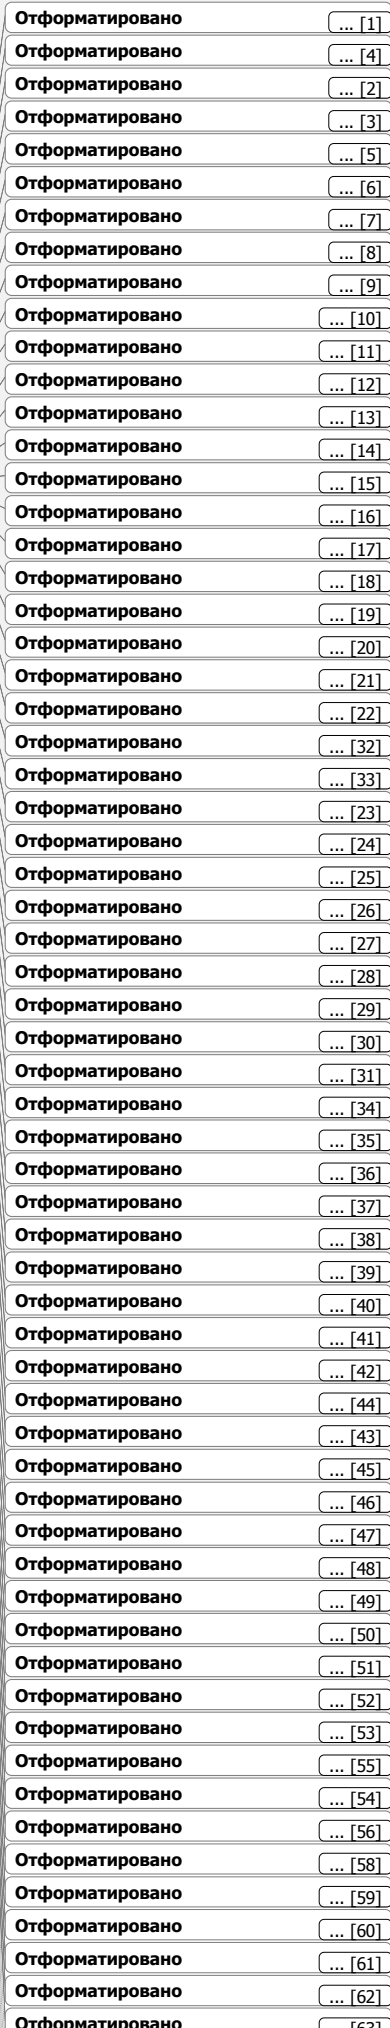 Отформатировано ... [1]
Отформатировано ... [4]
Отформатировано ... [2]
Отформатировано ... [3]
Отформатировано ... [5]
Отформатировано ... [6]
Отформатировано ... [7]
Отформатировано ... [8]
Отформатировано ... [9]
Отформатировано ... [10]
Отформатировано ... [11]
Отформатировано ... [12]
Отформатировано ... [13]
Отформатировано ... [14]
Отформатировано ... [15]
Отформатировано ... [16]
Отформатировано ... [17]
Отформатировано ... [18]
Отформатировано ... [19]
Отформатировано ... [20]
Отформатировано ... [21]
Отформатировано ... [22]
Отформатировано ... [32]
Отформатировано ... [33]
Отформатировано ... [23]
Отформатировано ... [24]
Отформатировано ... [25]
Отформатировано ... [26]
Отформатировано ... [27]
Отформатировано ... [28]
Отформатировано ... [29]
Отформатировано ... [30]
Отформатировано ... [31]
Отформатировано ... [34]
Отформатировано ... [35]
Отформатировано ... [36]
Отформатировано ... [37]
Отформатировано ... [38]
Отформатировано ... [39]
Отформатировано ... [40]
Отформатировано ... [41]
Отформатировано ... [42]
Отформатировано ... [44]
Отформатировано ... [43]
Отформатировано ... [45]
Отформатировано ... [46]
Отформатировано ... [47]
Отформатировано ... [48]
Отформатировано ... [49]
Отформатировано ... [50]
Отформатировано ... [51]
Отформатировано ... [52]
Отформатировано ... [53]
Отформатировано ... [55]
Отформатировано ... [54]
Отформатировано ... [56]
Отформатировано ... [58]
Отформатировано ... [59]
Отформатировано ... [60]
Отформатировано ... [61]
Отформатировано ... [62]
Отформатировано ... [63]